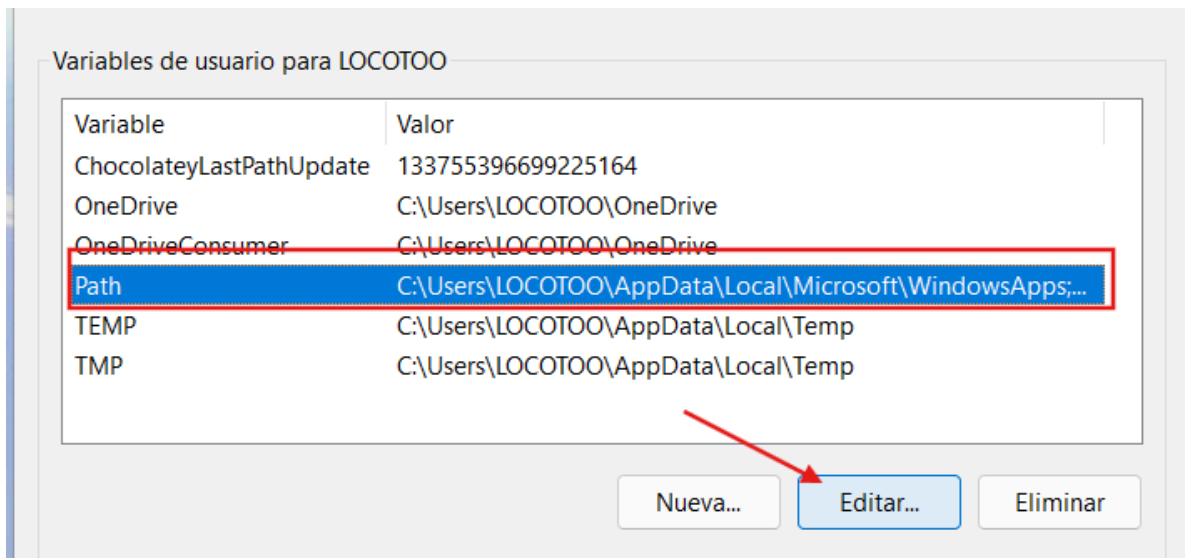 Variables de usuario para LOCOTOO
Variable Valor
ChocolateyLastPathUpdate 133755396699225164
OneDrive C:\Users\LOCOTOO\OneDrive
OneDriveConsumer C:\Users\LOCOTOO\OneDrive
Path C:\Users\LOCOTOO\AppData\Local\Microsoft\WindowsApps;...
TEMP C:\Users\LOCOTOO\AppData\Local\Temp
TMP C:\Users\LOCOTOO\AppData\Local\Temp
Nueva... Editar... Eliminar